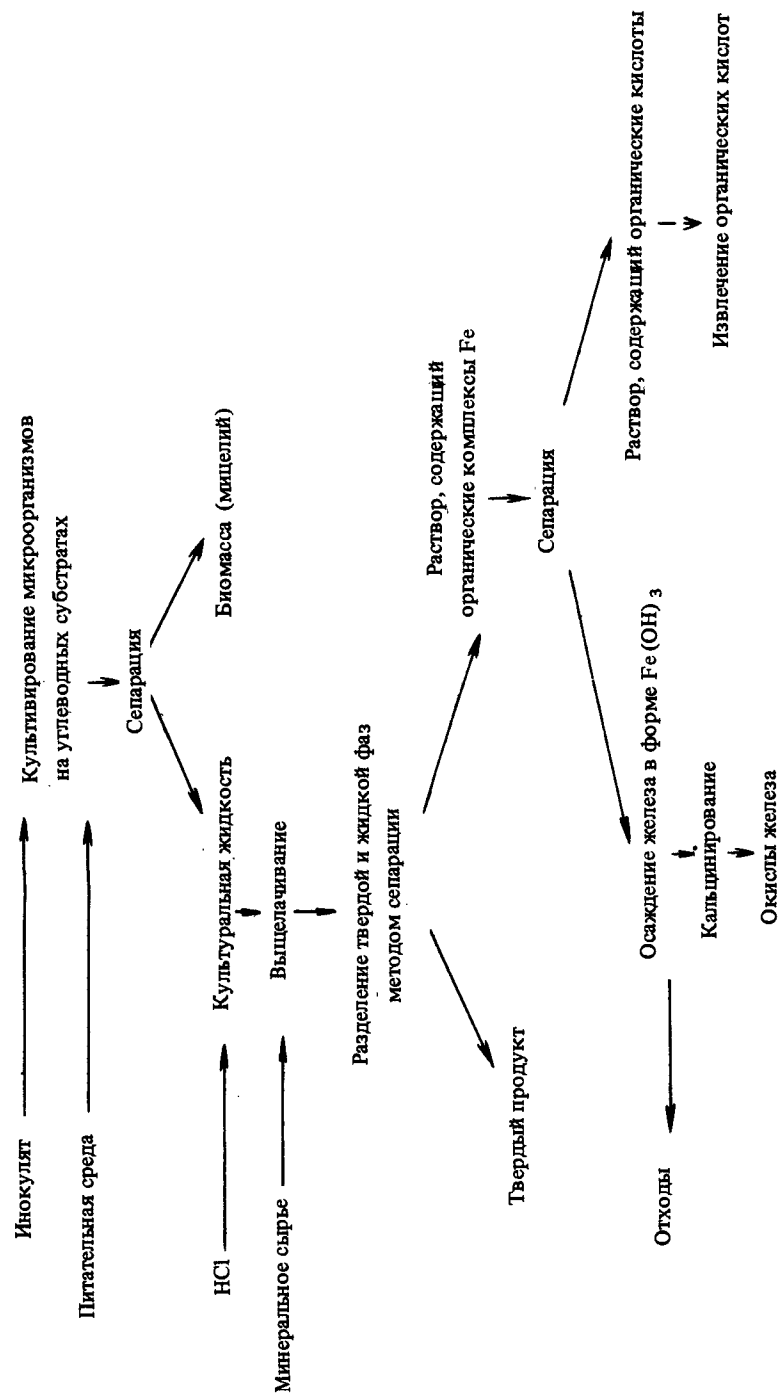 Инокулят
Культивирование микроорганизмов
на углеводных субстратах
Питательная среда
Сепарация
HCl
Культуральная жидкость
Биомасса (мицелий)
Минеральное сырье
Выщелачивание
Разделение твердой и жидкой фаз
методом сепарации
Твердый продукт
Раствор, содержащий
органические комплексы Fe
Сепарация
Отходы
Осаждение железа в форме Fe(OH)3
Раствор, содержащий органические кислоты
Кальцинирование
Извлечение органических кислот
Окислы железа